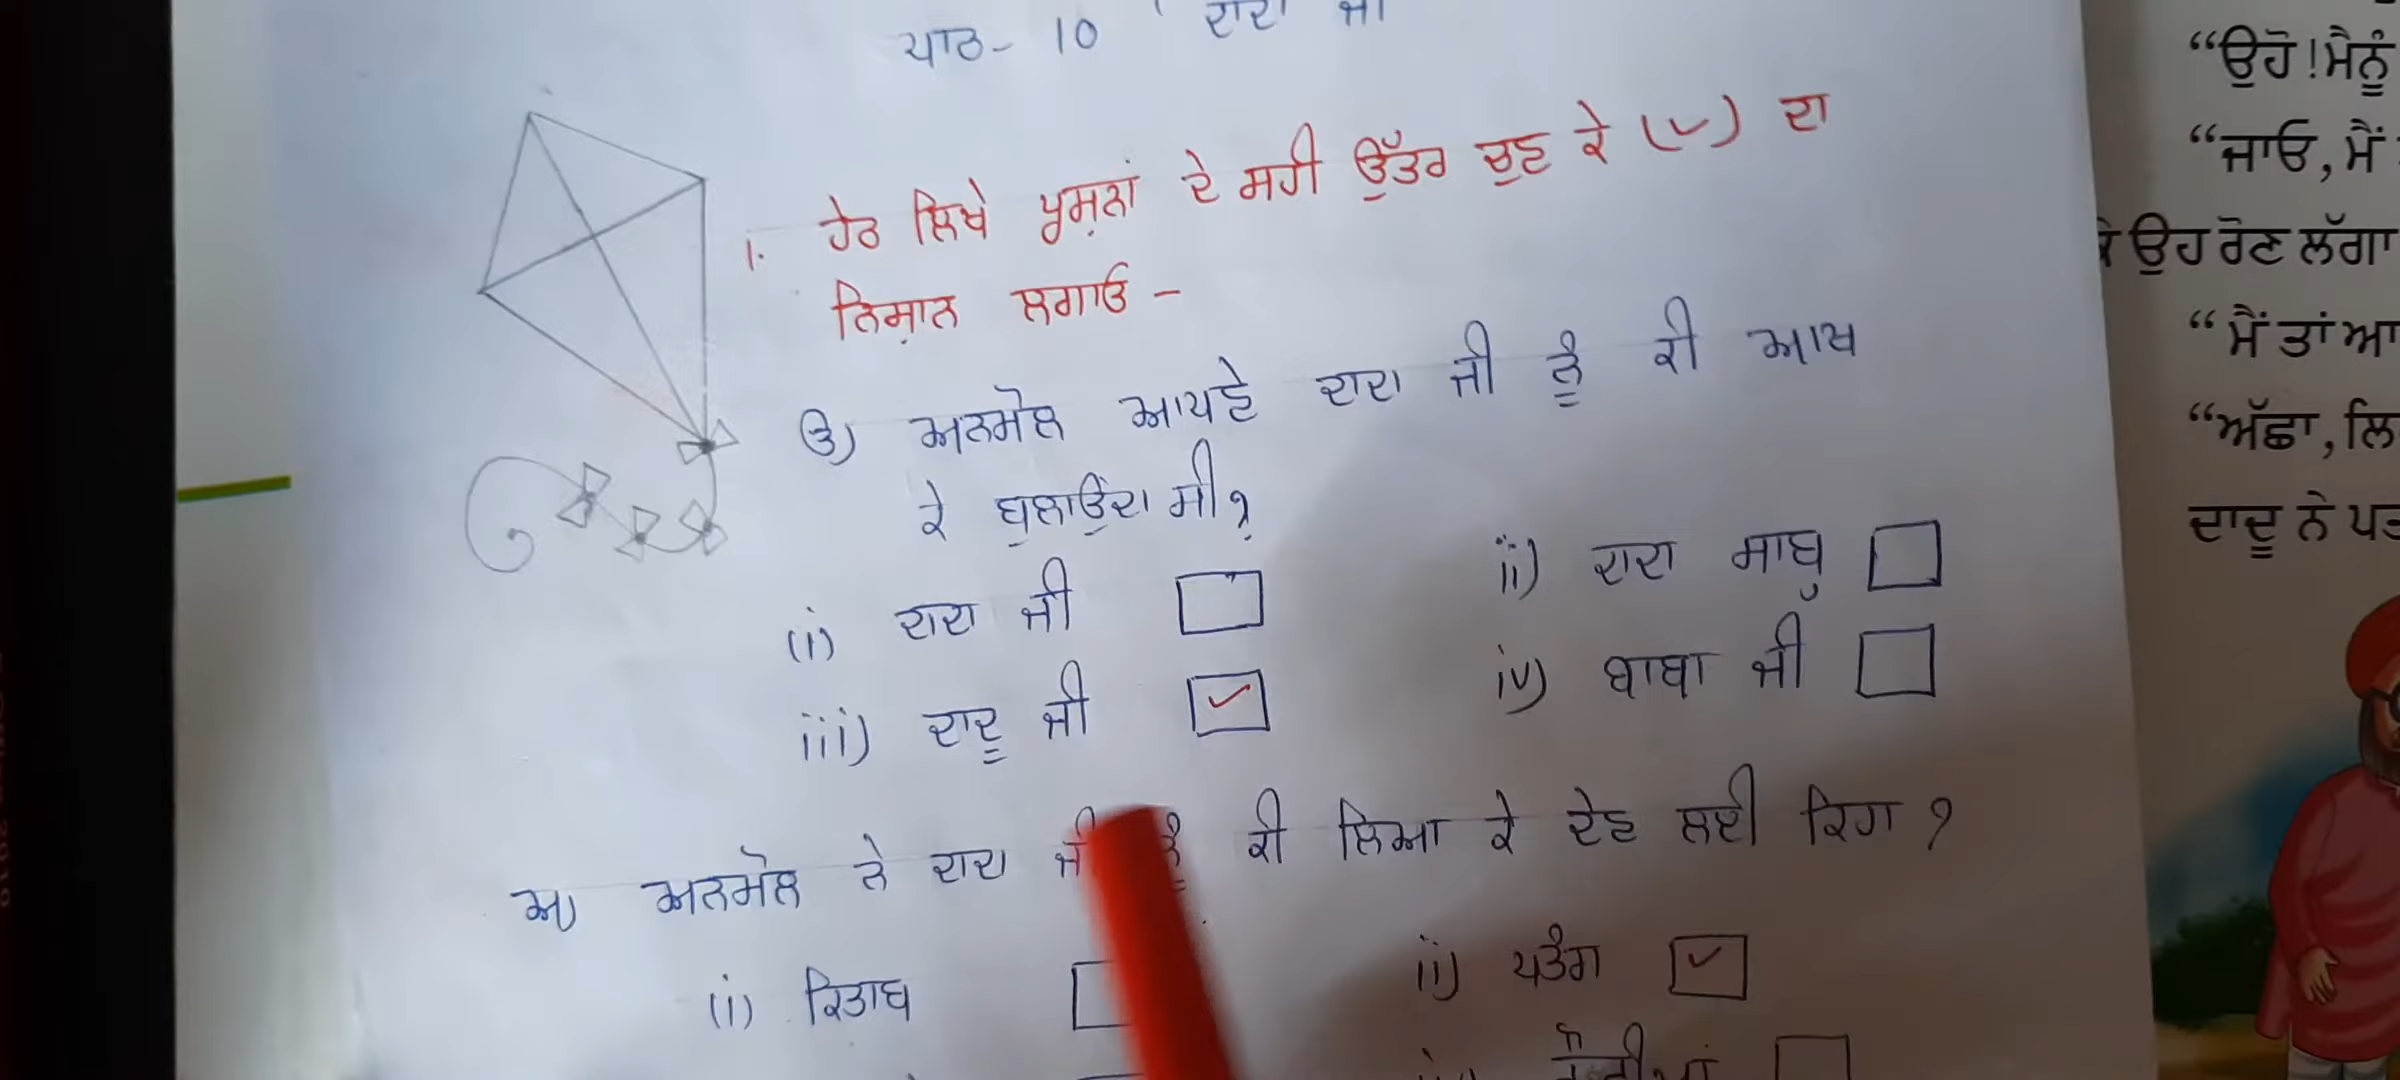 ਪਾਠ- 10 ਦਾਦਾ ਜੀ
1. ਹੇਠ ਲਿਖੇ ਪ੍ਰਸ਼ਨਾਂ ਦੇ ਸਹੀ ਉੱਤਰ ਚੁਣ ਕੇ (✓) ਦਾ
ਨਿਸ਼ਾਨ ਲਗਾਓ -
ੳ) ਅਨਮੋਲ ਆਪਣੇ ਦਾਦਾ ਜੀ ਨੂੰ ਕੀ ਆਖ
ਕੇ ਬੁਲਾਉਂਦਾ ਸੀ?
(i) ਦਾਦਾ ਜੀ
ii) ਦਾਦਾ ਸਾਬੁ
iii) ਦਾਦੂ ਜੀ ✓
iv) ਬਾਬਾ ਜੀ
ਅ) ਅਨਮੋਲ ਨੇ ਦਾਦਾ ਜੀ ਨੂੰ ਕੀ ਲਿਆ ਕੇ ਦੇਣ ਲਈ ਕਿਹਾ ?
(i) ਕਿਤਾਬ
ii) ਪਤੰਗ ✓
“ਉਹੋ!ਮੈਨੂੰ
“ਜਾਓ, ਮੈਂ
ਕੇ ਉਹ ਰੋਣ ਲੱਗਾ
“ ਮੈਂ ਤਾਂ ਆ
“ਅੱਛਾ, ਲਿ
ਦਾਦੂ ਨੇ